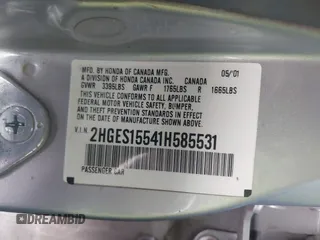 MFD. BY HONDA OF CANADA MFG. 05/01
A DIVISION OF HONDA CANADA INC. CANADA
GVWR 3395LBS GAWR F 1765LBS R 1665LBS
THIS VEHICLE CONFORMS TO ALL APPLICABLE
FEDERAL MOTOR VEHICLE SAFETY, BUMPER,
AND THEFT PREVENTION STANDARDS IN EFFECT
ON THE DATE OF MANUFACTURE SHOWN ABOVE.
V.I.N. 2HGES15541H585531
PASSENGER CAR
DREAMBID